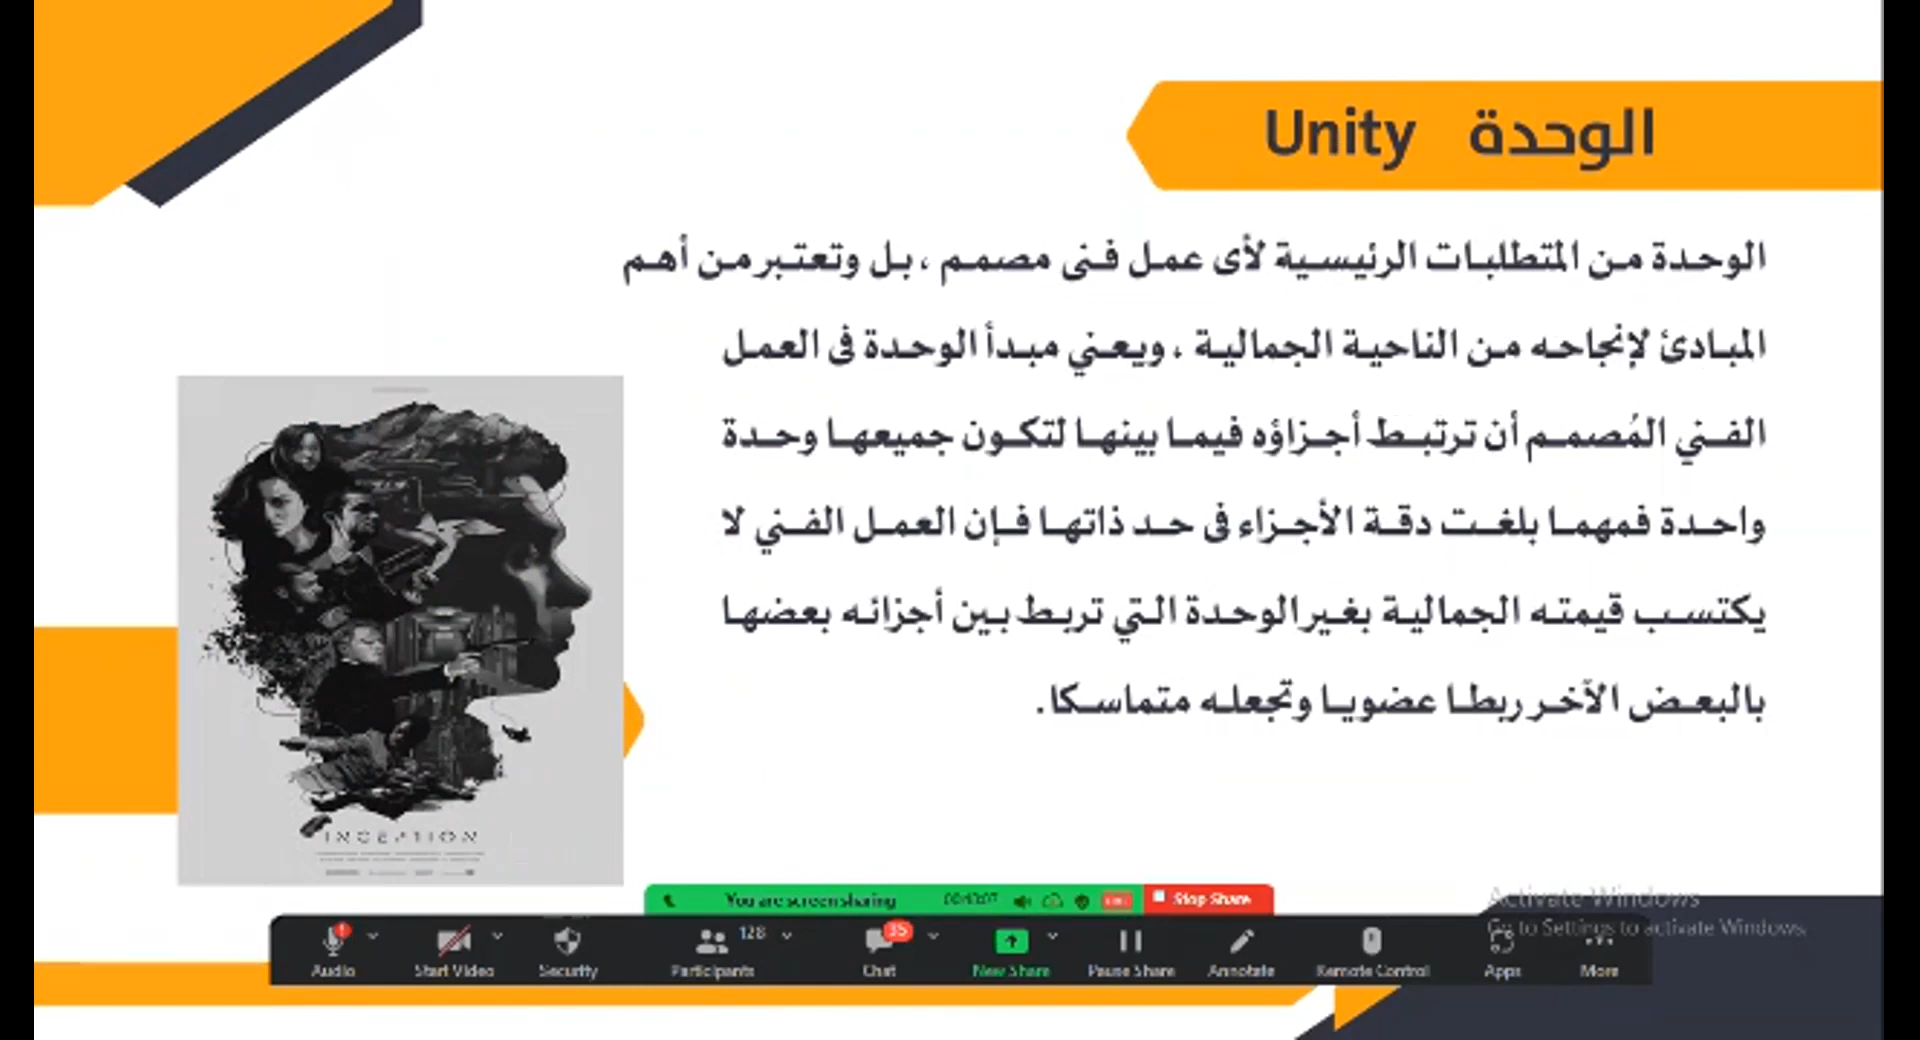 الوحدة Unity
الوحدة من المتطلبات الرئيسية لأى عمل فنى مصمم ، بل وتعتبر من أهم
المبادئ لإنجاحه من الناحية الجمالية ، ويعني مبدأ الوحدة فى العمل
الفني المُصمم أن ترتبط أجزاؤه فيما بينها لتكون جميعها وحدة
واحدة فمهما بلغت دقة الأجزاء فى حد ذاتها فإن العمل الفني لا
يكتسب قيمته الجمالية بغير الوحدة التي تربط بين أجزائه بعضها
بالبعض الآخر ربطا عضويا وتجعله متماسكا.
INCEPTION
You are screen sharing
Stop Share
Activate Windows
Go to Settings to activate Windows.
128
35
Audio
Start Video
Security
Participants
Chat
New Share
Pause Share
Annotate
Remote Control
Apps
More